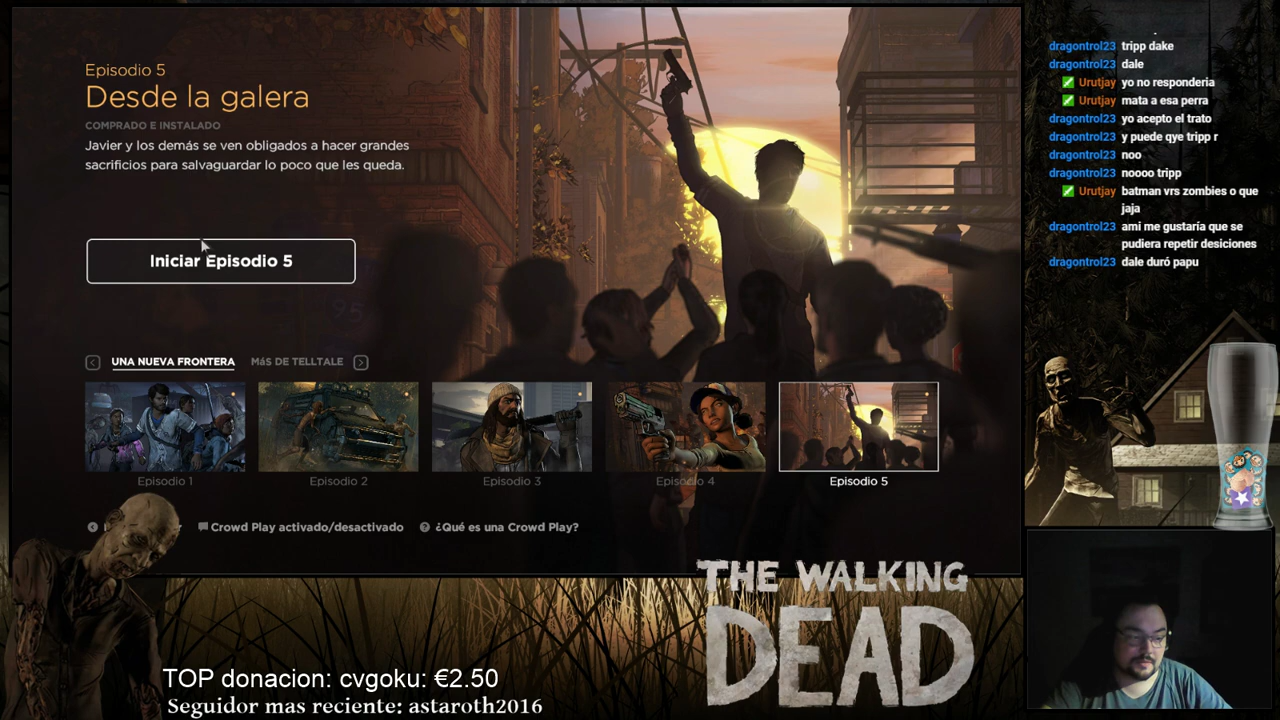 Episodio 5
Desde la galera
COMPRADO E INSTALADO
Javier y los demás se ven obligados a hacer grandes
sacrificios para salvaguardar lo poco que les queda.
Iniciar Episodio 5
UNA NUEVA FRONTERA MáS DE TELLTALE
Episodio 1 Episodio 2 Episodio 3 Episodio 4 Episodio 5
Crowd Play activado/desactivado ¿Qué es una Crowd Play?
THE WALKING
DEAD
TOP donacion: cvgoku: €2.50
Seguidor mas reciente: astaroth2016
dragontrol23 tripp dake
dragontrol23 dale
Urutjay yo no responderia
Urutjay mata a esa perra
dragontrol23 yo acepto el trato
dragontrol23 y puede qye tripp r
dragontrol23 noo
dragontrol23 noooo tripp
Urutjay batman vrs zombies o que
jaja
dragontrol23 ami me gustaría que se
pudiera repetir desiciones
dragontrol23 dale duró papu